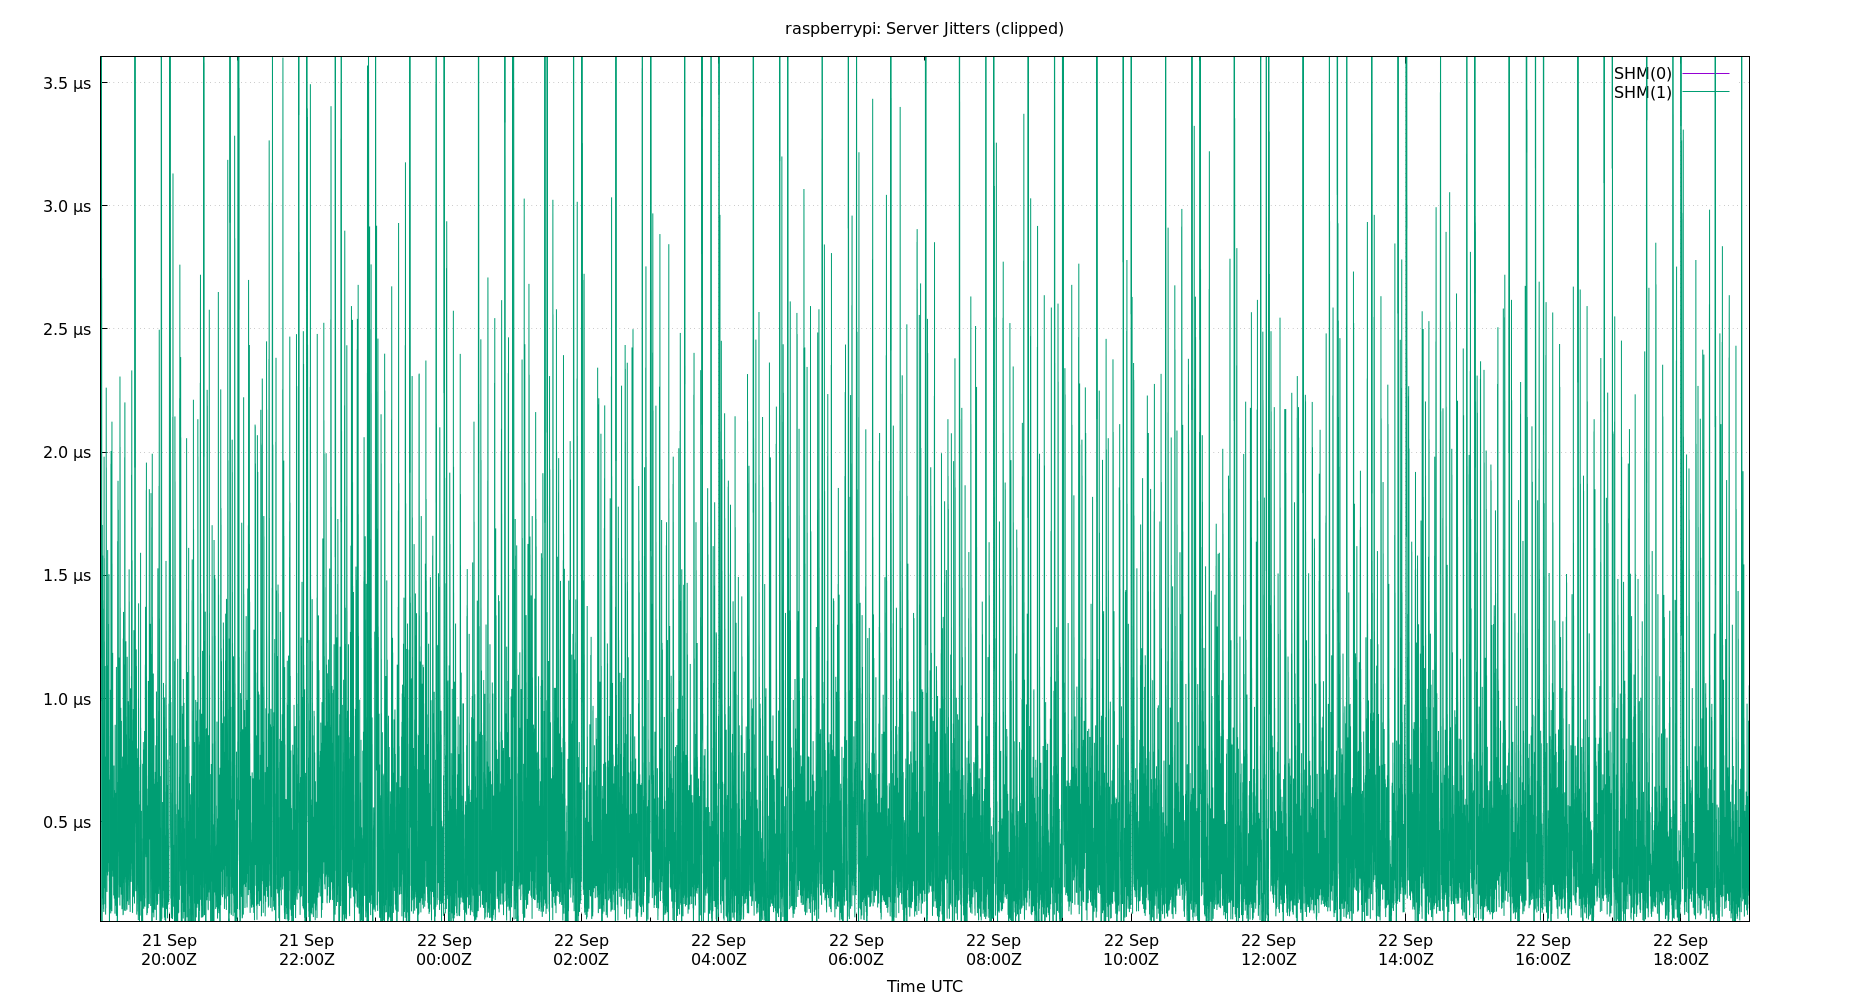 raspberrypi: Server Jitters (clipped)
SHM(0)
SHM(1)
3.5 µs
3.0 µs
2.5 µs
2.0 µs
1.5 µs
1.0 µs
0.5 µs
21 Sep 21 Sep 22 Sep 22 Sep 22 Sep 22 Sep 22 Sep 22 Sep 22 Sep 22 Sep 22 Sep 22 Sep
20:00Z 22:00Z 00:00Z 02:00Z 04:00Z 06:00Z 08:00Z 10:00Z 12:00Z 14:00Z 16:00Z 18:00Z
Time UTC